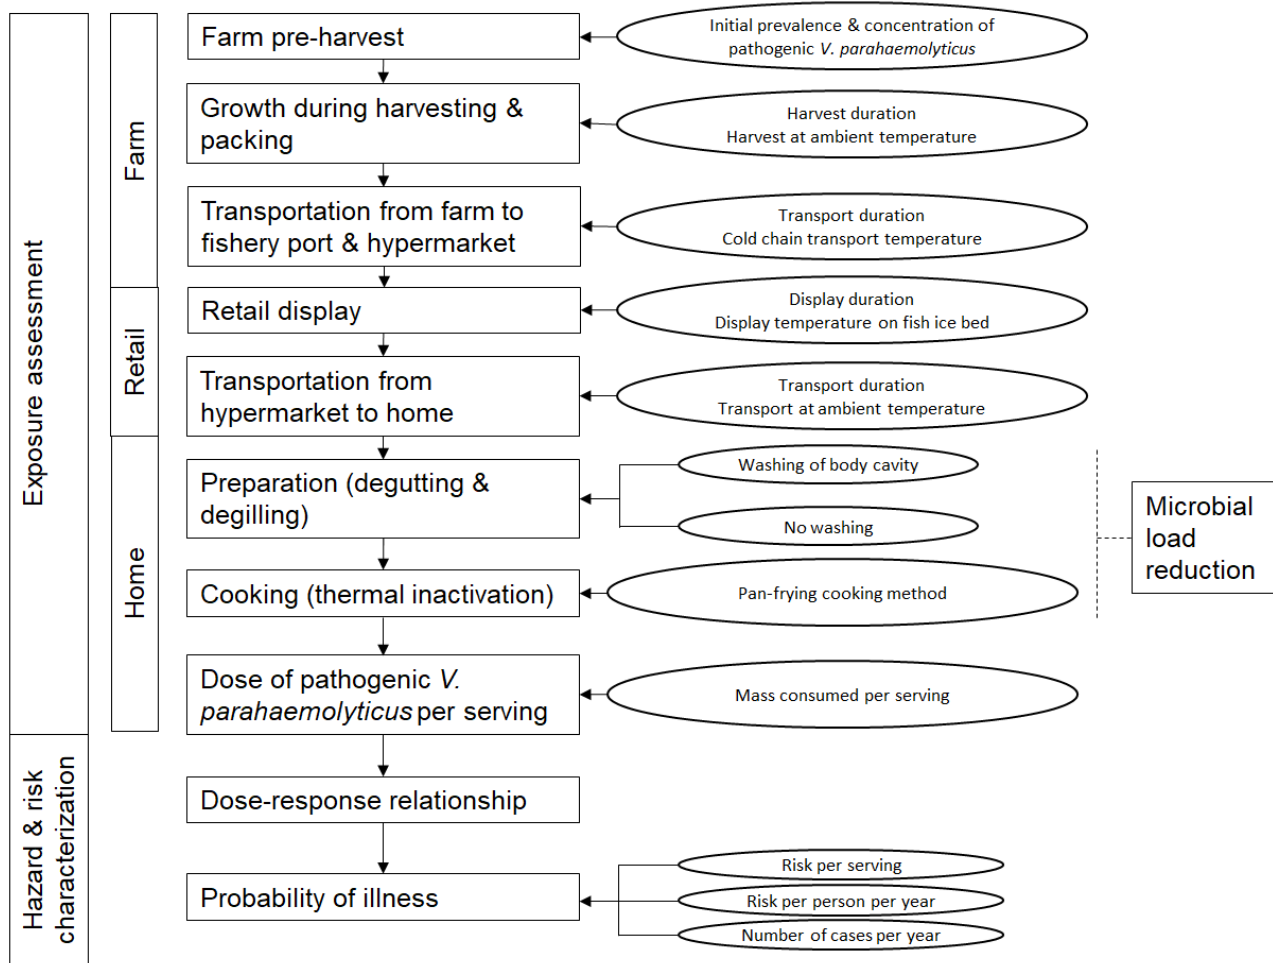 Exposure assessment
Hazard & risk
characterization
Farm
Retail
Home
Farm pre-harvest
Initial prevalence & concentration of
pathogenic V. parahaemolyticus
Growth during harvesting &
packing
Harvest duration
Harvest at ambient temperature
Transportation from farm to
fishery port & hypermarket
Transport duration
Cold chain transport temperature
Retail display
Display duration
Display temperature on fish ice bed
Transportation from
hypermarket to home
Transport duration
Transport at ambient temperature
Preparation (degutting &
degilling)
Washing of body cavity
No washing
Microbial
load
reduction
Cooking (thermal inactivation)
Pan-frying cooking method
Dose of pathogenic V.
parahaemolyticus per serving
Mass consumed per serving
Dose-response relationship
Probability of illness
Risk per serving
Risk per person per year
Number of cases per year